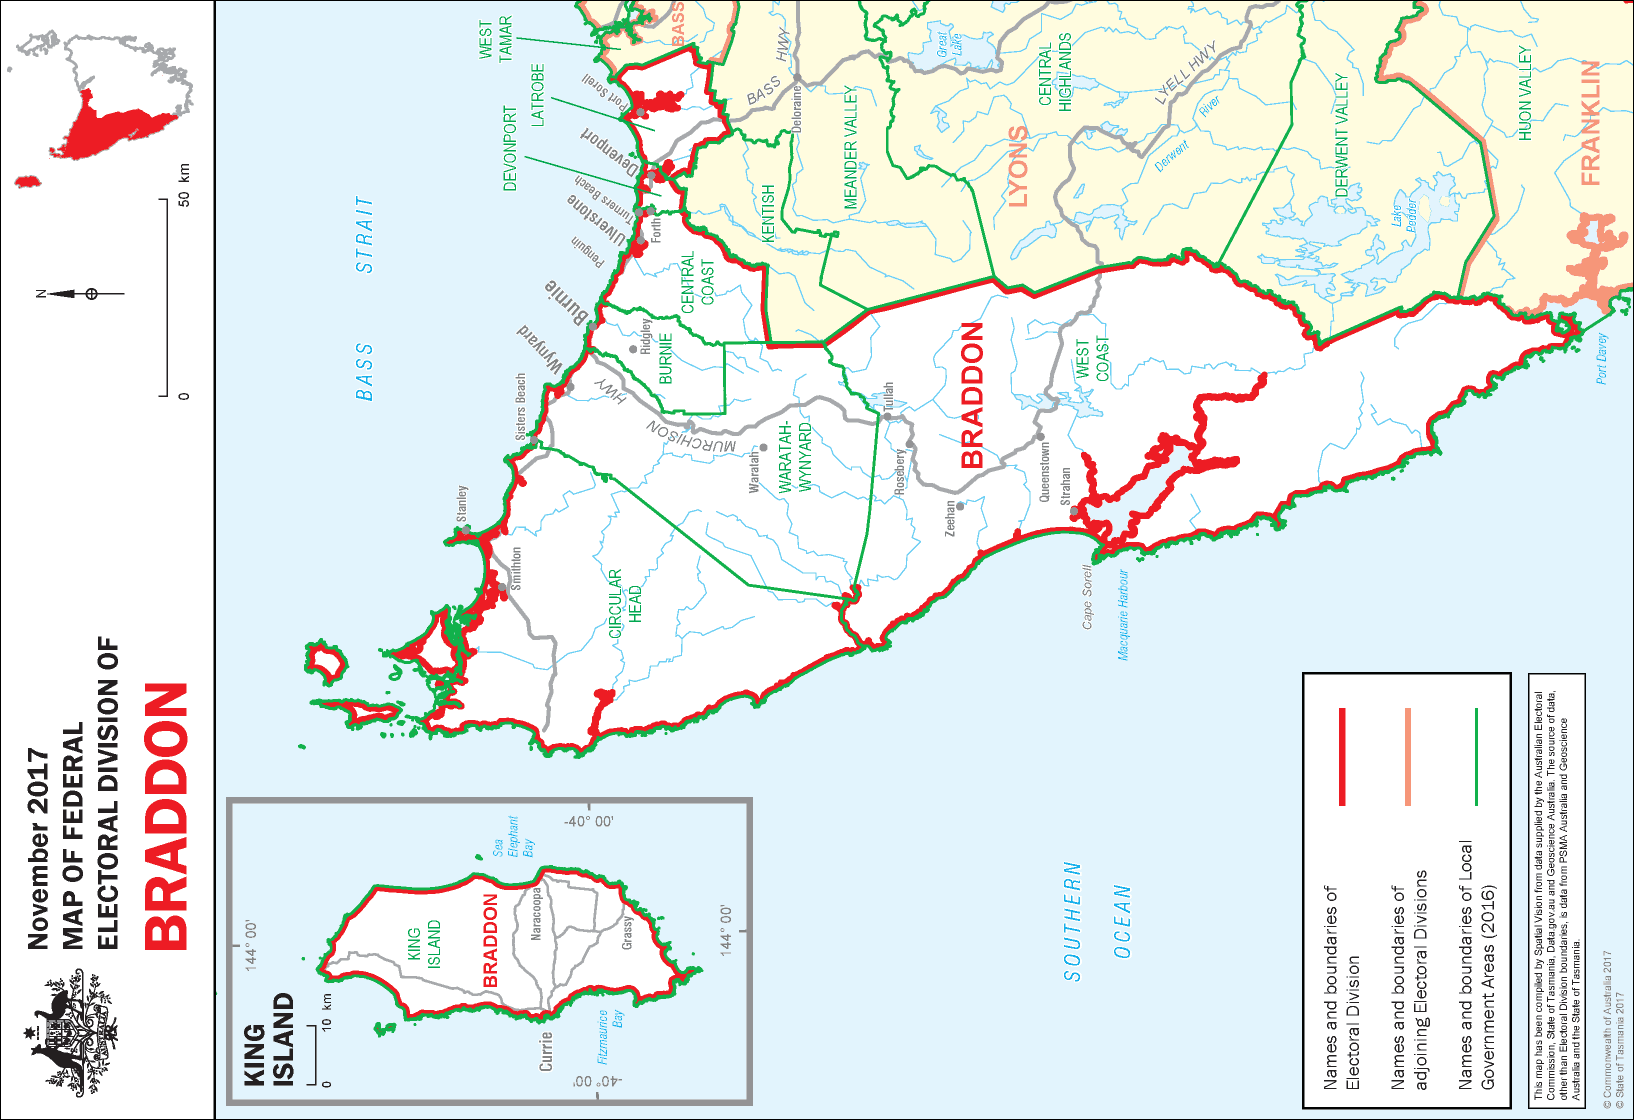 November 2017
MAP OF FEDERAL
ELECTORAL DIVISION OF
BRADDON
0
50 km
N
BASS STRAIT
KING
ISLAND
0
10 km
144° 00'
144° 00'
-40° 00'
-40° 00'
KING
ISLAND
BRADDON
Naracoopa
Grassy
Currie
Sea
Elephant
Bay
Fitzmaurice
Bay
WEST
TAMAR
LATROBE
DEVONPORT
BASS
Port Sorell
Devonport
Turners Beach
Ulverstone
Forth
Penguin
Burnie
Wynyard
Sisters Beach
Stanley
Smithton
Ridgley
BURNIE
CENTRAL
COAST
KENTISH
MEANDER VALLEY
Deloraine
BASS HWY
Great
Lake
CENTRAL
HIGHLANDS
LYELL HWY
LYONS
Derwent River
DERWENT VALLEY
HUON VALLEY
FRANKLIN
Lake
Pedder
MURCHISON HWY
Waratah
WARATAH-
WYNYARD
CIRCULAR
HEAD
Tullah
Rosebery
Zeehan
BRADDON
WEST
COAST
Queenstown
Strahan
Cape Sorell
Macquarie Harbour
Port Davey
SOUTHERN
OCEAN
Names and boundaries of
Electoral Division
Names and boundaries of
adjoining Electoral Divisions
Names and boundaries of Local
Government Areas (2016)
This map has been compiled by Spatial Vision from data supplied by the Australian Electoral
Commission, State of Tasmania, Data.gov.au and Geoscience Australia. The source of data,
other than Electoral Division boundaries, is data from PSMA Australia and Geoscience
Australia and the State of Tasmania.
© Commonwealth of Australia 2017
© State of Tasmania 2017